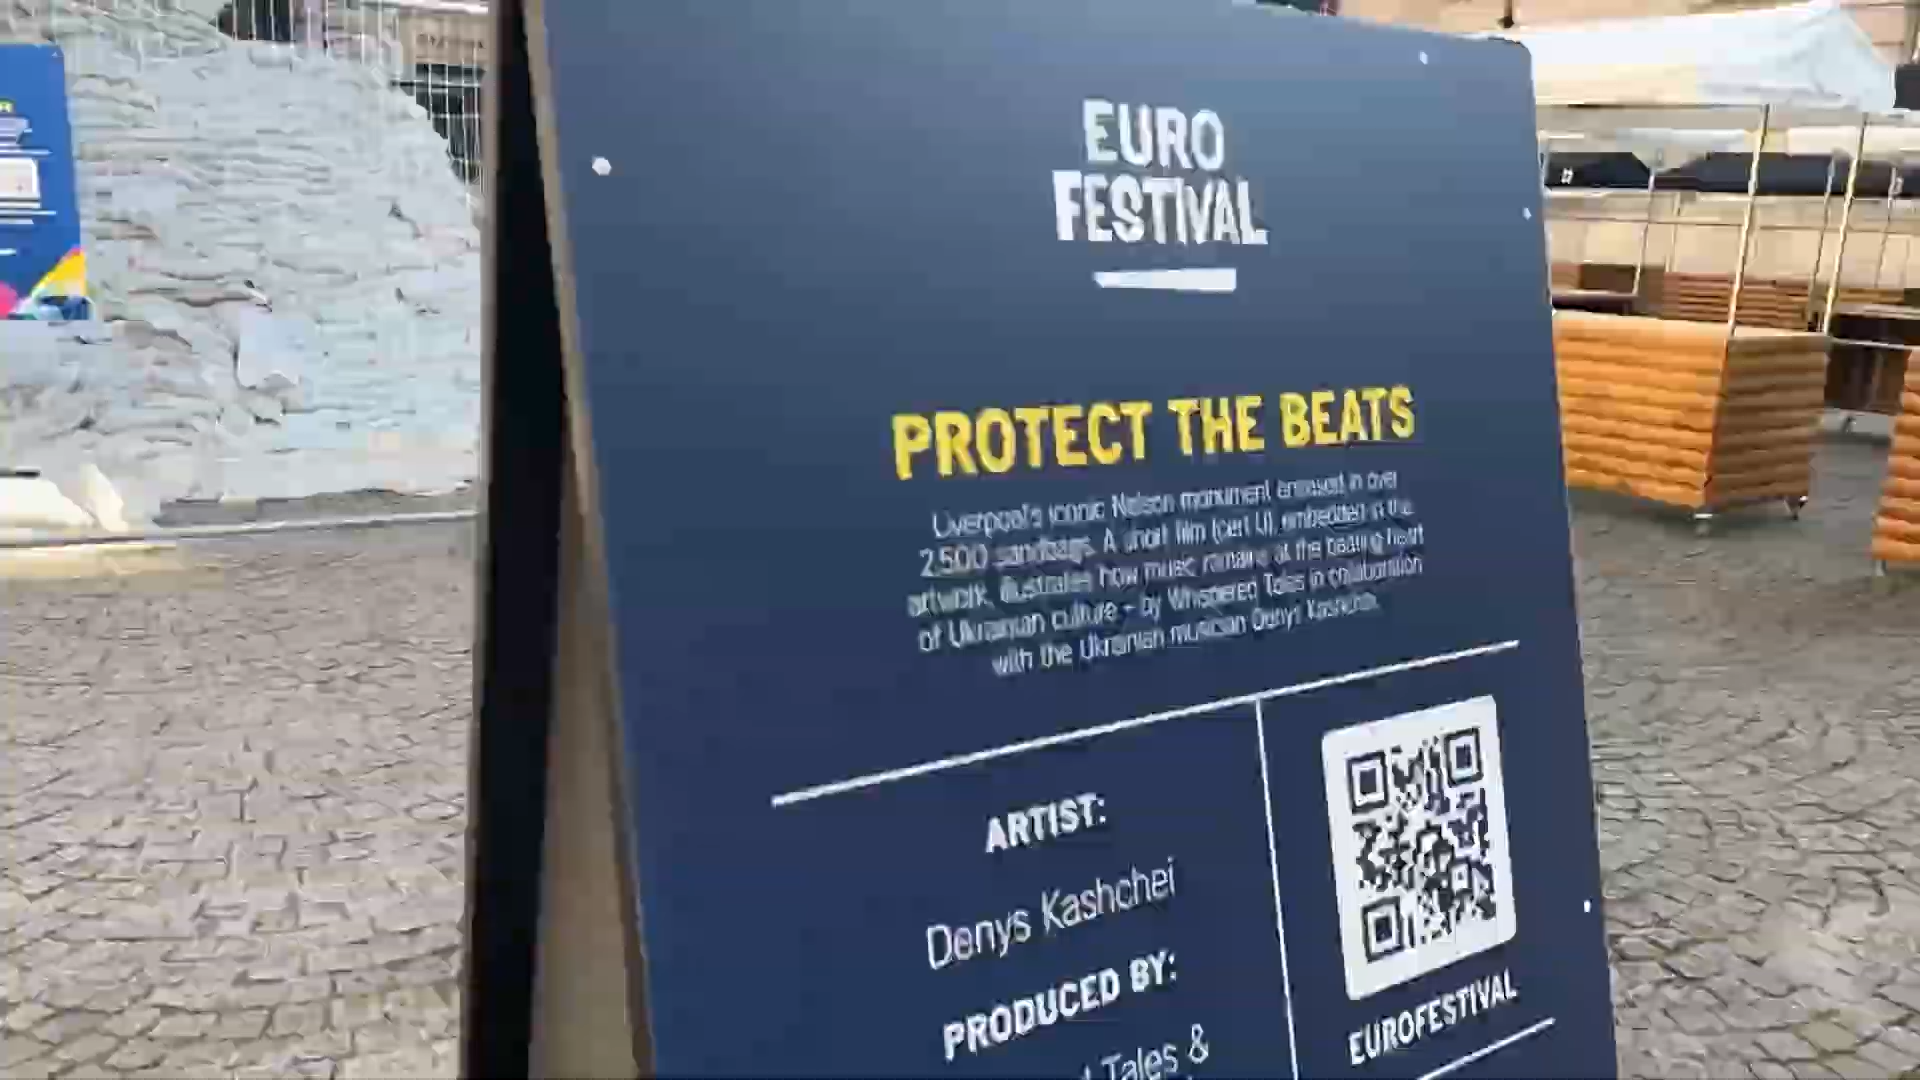 EURO
FESTIVAL
PROTECT THE BEATS
Liverpool's iconic Nelson monument encased in over
2,500 sandbags. A short film (cert U), embedded in the
artwork, illustrates how music remains at the beating heart
of Ukrainian culture - by Whispered Tales in collaboration
with the Ukrainian musician Denys Kashchei.
ARTIST:
Denys Kashchei
PRODUCED BY:
Tales &
EUROFESTIVAL